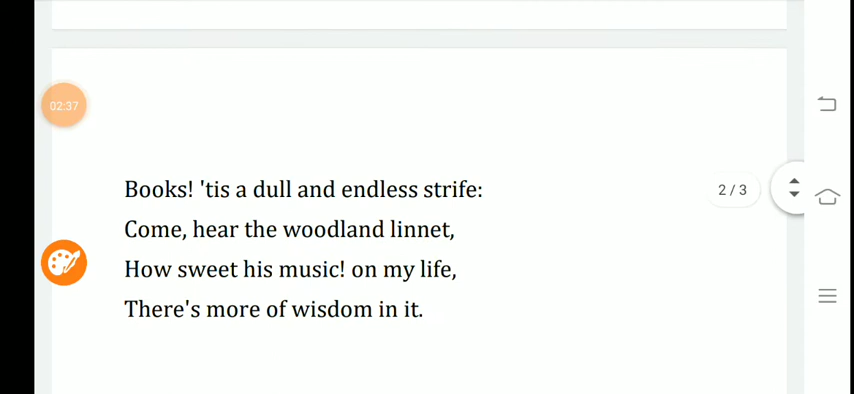 02:37
Books! 'tis a dull and endless strife:
2 / 3
Come, hear the woodland linnet,
How sweet his music! on my life,
There's more of wisdom in it.